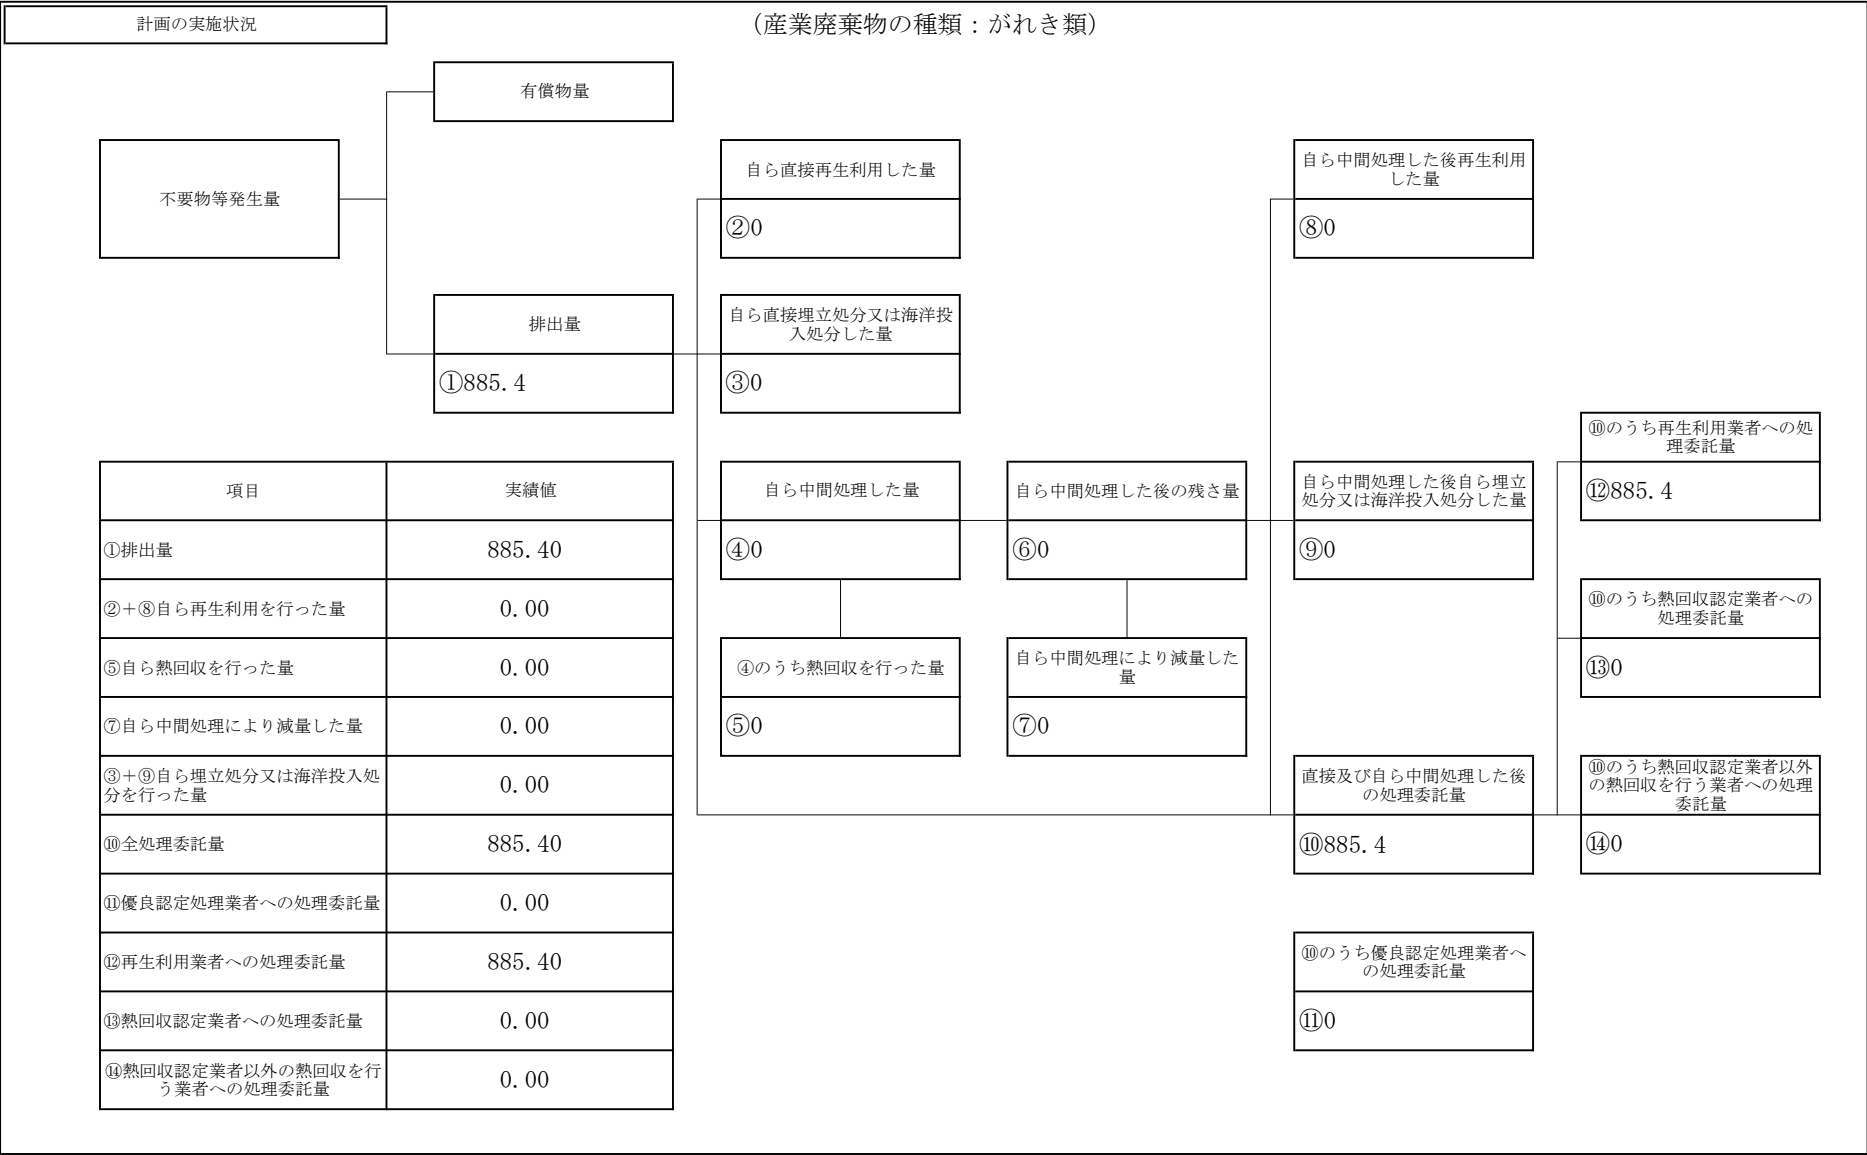 計画の実施状況
（産業廃棄物の種類：がれき類）
有償物量
不要物等発生量
自ら直接再生利用した量
②0
自ら中間処理した後再生利用
した量
⑧0
排出量
①885.4
自ら直接埋立処分又は海洋投
入処分した量
③0
項目
実績値
①排出量
885.40
②＋⑧自ら再生利用を行った量
0.00
⑤自ら熱回収を行った量
0.00
⑦自ら中間処理により減量した量
0.00
③＋⑨自ら埋立処分又は海洋投入処
分を行った量
0.00
⑩全処理委託量
885.40
⑪優良認定処理業者への処理委託量
0.00
⑫再生利用業者への処理委託量
885.40
⑬熱回収認定業者への処理委託量
0.00
⑭熱回収認定業者以外の熱回収を行
う業者への処理委託量
0.00
自ら中間処理した量
④0
④のうち熱回収を行った量
⑤0
自ら中間処理した後の残さ量
⑥0
自ら中間処理により減量した
量
⑦0
自ら中間処理した後自ら埋立
処分又は海洋投入処分した量
⑨0
直接及び自ら中間処理した後
の処理委託量
⑩885.4
⑩のうち優良認定処理業者へ
の処理委託量
⑪0
⑩のうち再生利用業者への処
理委託量
⑫885.4
⑩のうち熱回収認定業者への
処理委託量
⑬0
⑩のうち熱回収認定業者以外
の熱回収を行う業者への処理
委託量
⑭0